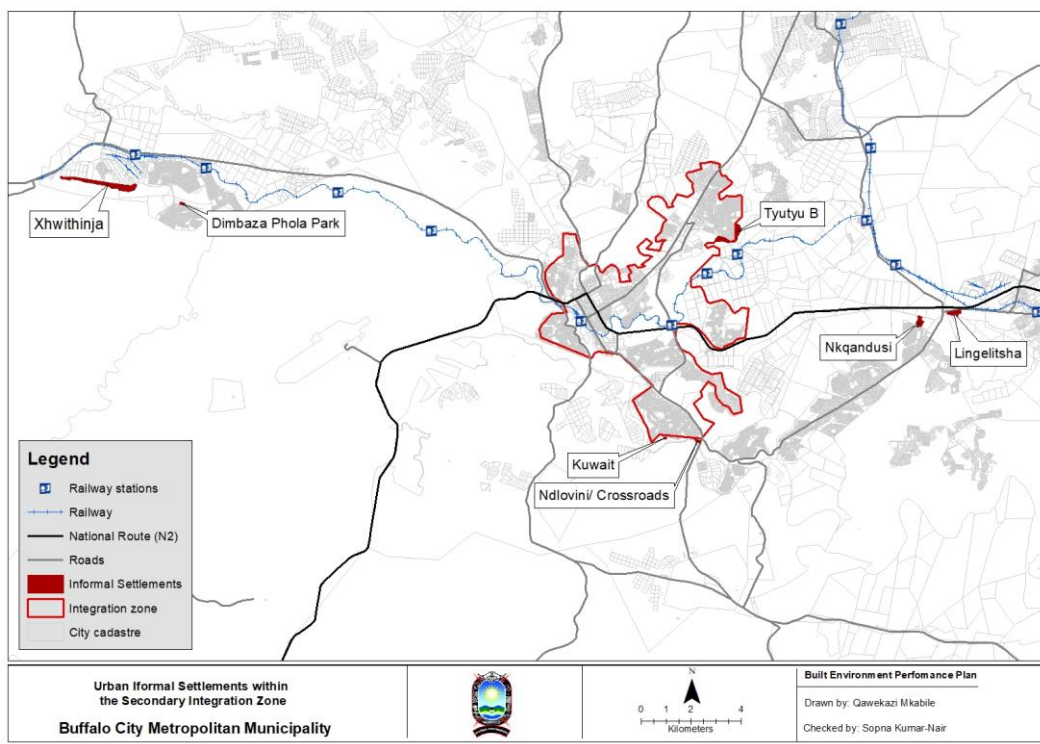 Xhwithinja
Dimbaza Phola Park
Tyutyu B
Nkqandusi
Lingelitsha
Kuwait
Ndlovini/ Crossroads
Legend
Railway stations
Railway
National Route (N2)
Roads
Informal Settlements
Integration zone
City cadastre
Urban Iformal Settlements within
the Secondary Integration Zone
Buffalo City Metropolitan Municipality
N
0 1 2 4
Kilometers
Built Environment Perfomance Plan
Drawn by: Qawekazi Mkabile
Checked by: Sopna Kumar-Nair